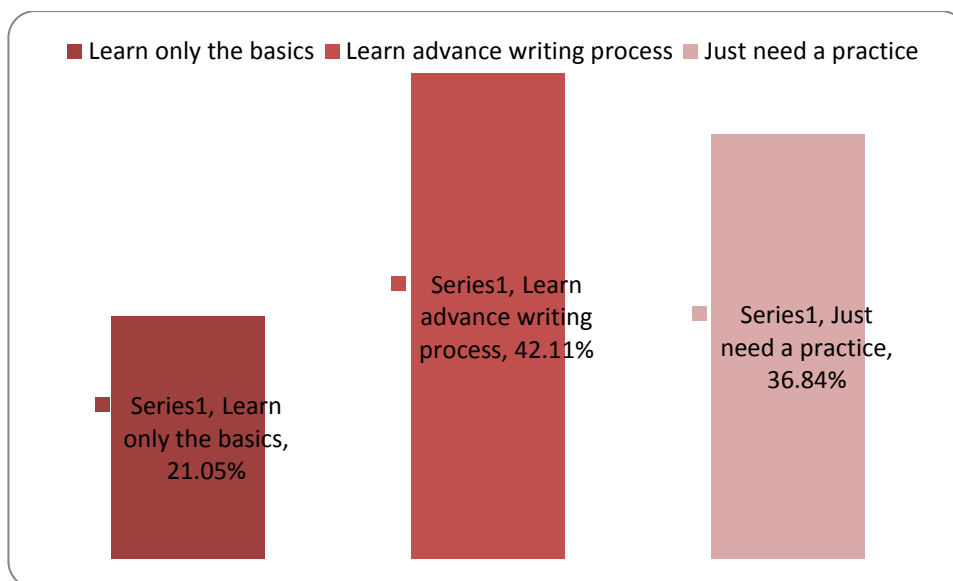 Learn only the basics Learn advance writing process Just need a practice
Series1, Learn
advance writing
process, 42.11%
Series1, Just
need a practice,
36.84%
Series1, Learn
only the basics,
21.05%